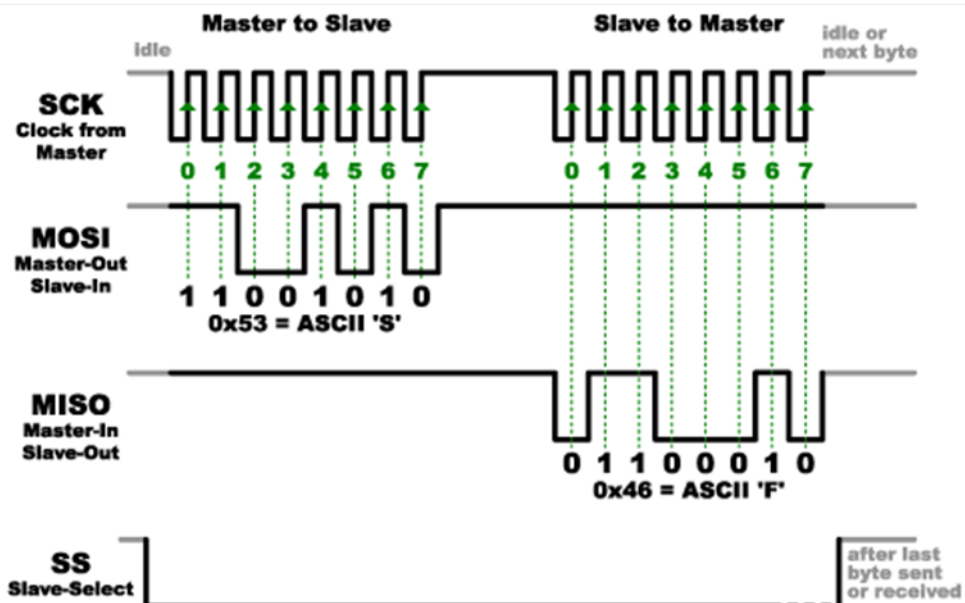 Master to Slave
Slave to Master
idle
idle or
next byte
SCK
Clock from
Master
0 1 2 3 4 5 6 7
0 1 2 3 4 5 6 7
MOSI
Master-Out
Slave-In
1 1 0 0 1 0 1 0
0x53 = ASCII 'S'
MISO
Master-In
Slave-Out
0 1 1 0 0 0 1 0
0x46 = ASCII 'F'
SS
Slave-Select
after last
byte sent
or received